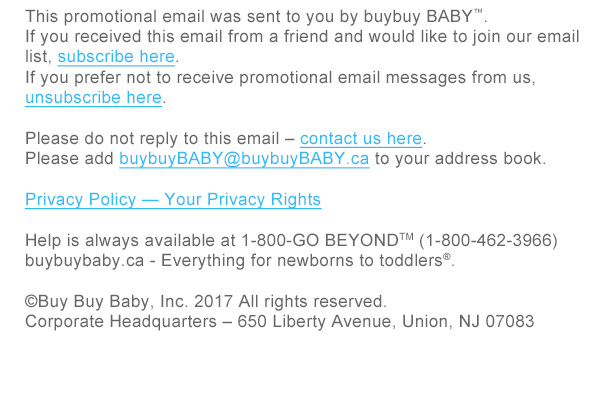 This promotional email was sent to you by buybuy BABY™.
If you received this email from a friend and would like to join our email
list, subscribe here.
If you prefer not to receive promotional email messages from us,
unsubscribe here.
Please do not reply to this email – contact us here.
Please add buybuyBABY@buybuyBABY.ca to your address book.
Privacy Policy — Your Privacy Rights
Help is always available at 1-800-GO BEYOND™ (1-800-462-3966)
buybuybaby.ca - Everything for newborns to toddlers®.
©Buy Buy Baby, Inc. 2017 All rights reserved.
Corporate Headquarters – 650 Liberty Avenue, Union, NJ 07083